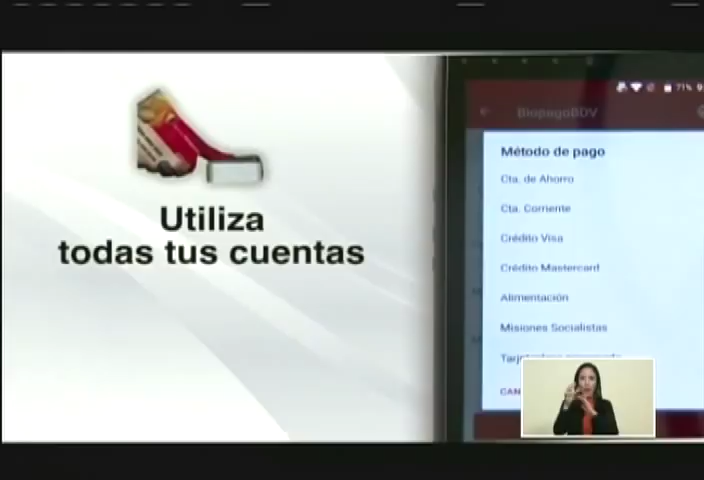 Utiliza
todas tus cuentas
71%
BiopagoBDV
Método de pago
Cta. de Ahorro
Cta. Corriente
Crédito Visa
Crédito Mastercard
Alimentación
Misiones Socialistas